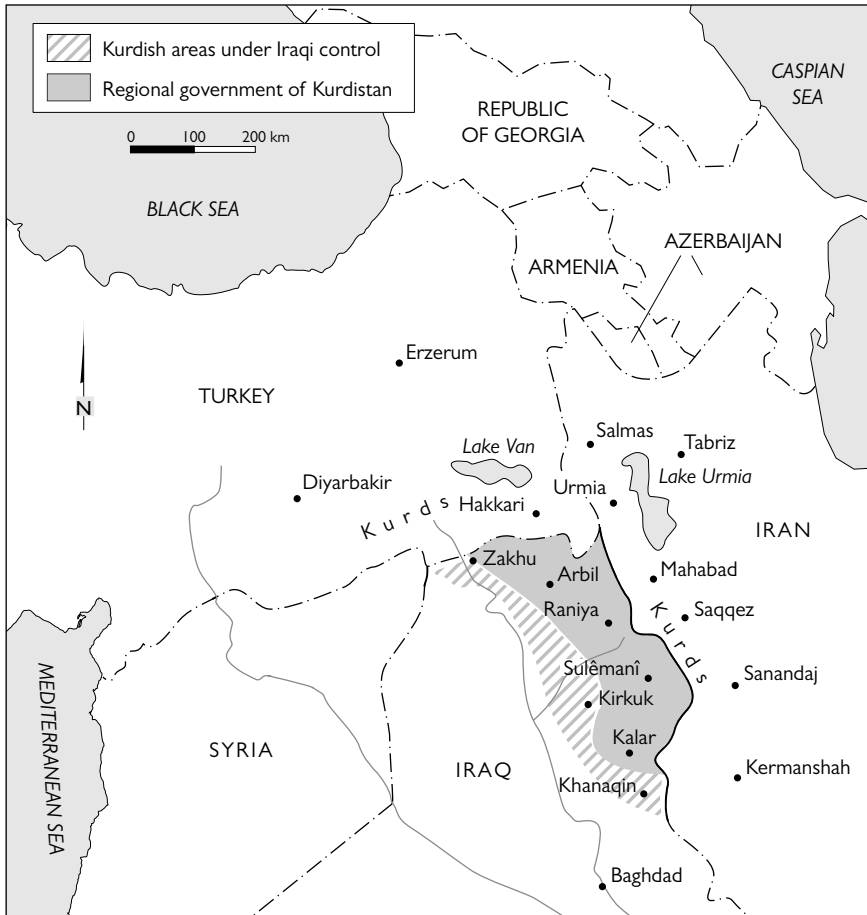 Kurdish areas under Iraqi control
Regional government of Kurdistan
0 100 200 km
CASPIAN
SEA
REPUBLIC
OF GEORGIA
BLACK SEA
AZERBAIJAN
ARMENIA
Erzerum
TURKEY
N
Salmas
Tabriz
Lake Van
Lake Urmia
Diyarbakir
Urmia
Hakkari
Kurds
IRAN
Zakhu
Arbil
Mahabad
Raniya
Saqqez
Kurds
Sulêmanî
Sanandaj
Kirkuk
MEDITERRANEAN SEA
SYRIA
Kalar
IRAQ
Khanaqin
Kermanshah
Baghdad